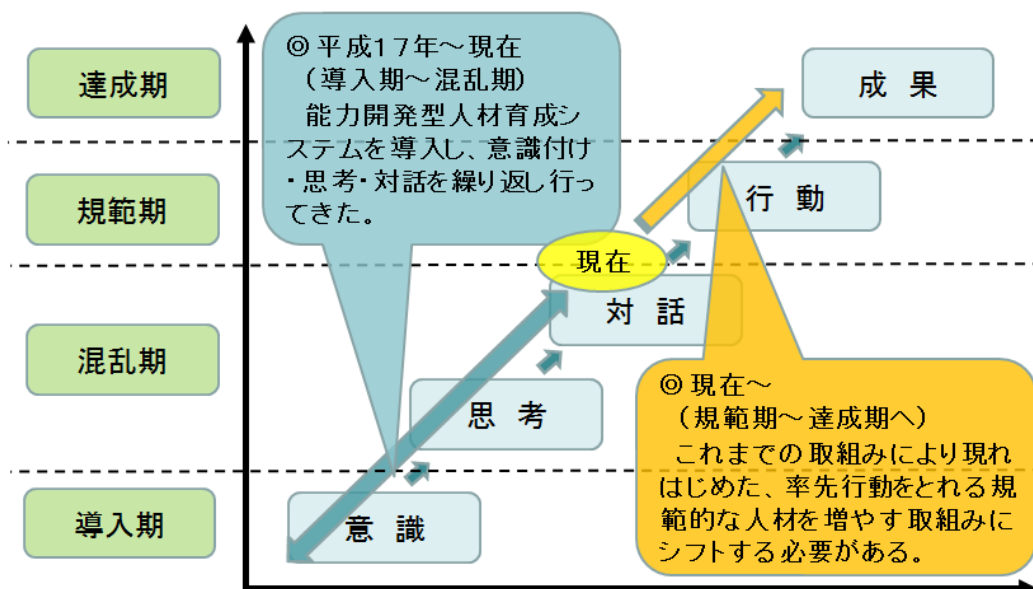 達成期
規範期
混乱期
導入期
◎平成17年～現在
(導入期～混乱期)
能力開発型人材育成シ
ステムを導入し、意識付け
・思考・対話を繰り返し行っ
てきた。
成 果
行 動
現在
対 話
思 考
意 識
◎現在～
(規範期～達成期へ)
これまでの取組みにより現れ
はじめた、率先行動をとれる規
範的な人材を増やす取組みに
シフトする必要がある。